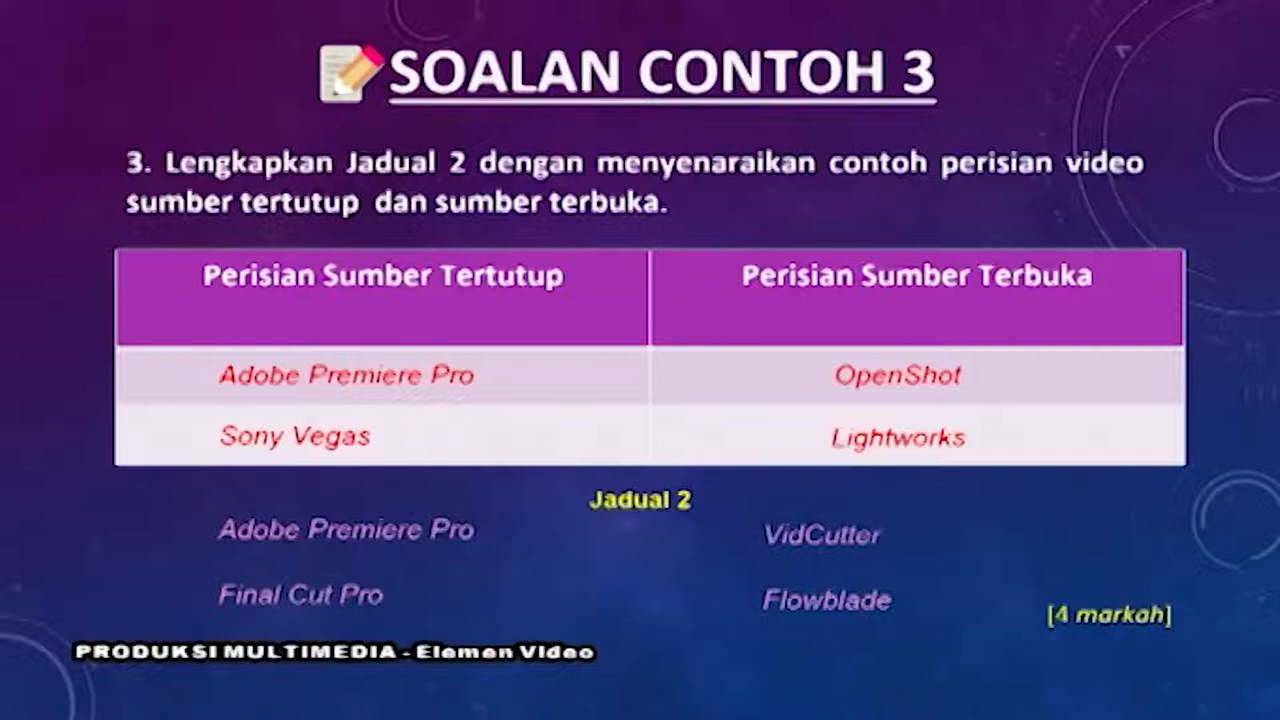 SOALAN CONTOH 3
3. Lengkapkan Jadual 2 dengan menyenaraikan contoh perisian video
sumber tertutup dan sumber terbuka.
Perisian Sumber Tertutup
Perisian Sumber Terbuka
Adobe Premiere Pro
OpenShot
Sony Vegas
Lightworks
Jadual 2
Adobe Premiere Pro
VidCutter
Final Cut Pro
Flowblade
[4 markah]
PRODUKSI MULTIMEDIA - Elemen Video